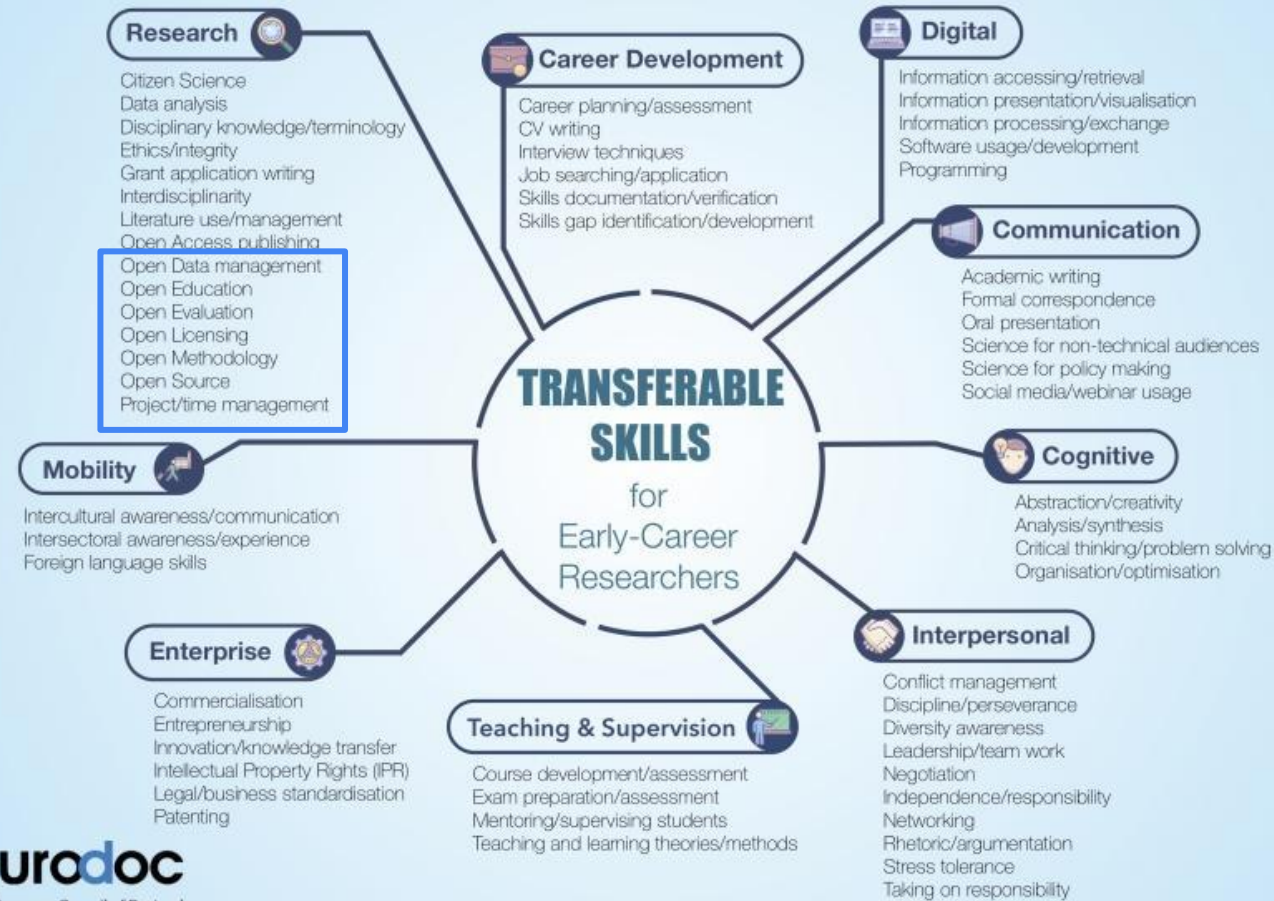 Research
Citizen Science
Data analysis
Disciplinary knowledge/terminology
Ethics/integrity
Grant application writing
Interdisciplinarity
Literature use/management
Open Access publishing
Open Data management
Open Education
Open Evaluation
Open Licensing
Open Methodology
Open Source
Project/time management
Career Development
Career planning/assessment
CV writing
Interview techniques
Job searching/application
Skills documentation/verification
Skills gap identification/development
Digital
Information accessing/retrieval
Information presentation/visualisation
Information processing/exchange
Software usage/development
Programming
Communication
Academic writing
Formal correspondence
Oral presentation
Science for non-technical audiences
Science for policy making
Social media/webinar usage
TRANSFERABLE
SKILLS
for
Early-Career
Researchers
Mobility
Intercultural awareness/communication
Intersectoral awareness/experience
Foreign language skills
Cognitive
Abstraction/creativity
Analysis/synthesis
Critical thinking/problem solving
Organisation/optimisation
Enterprise
Commercialisation
Entrepreneurship
Innovation/knowledge transfer
Intellectual Property Rights (IPR)
Legal/business standardisation
Patenting
Teaching & Supervision
Course development/assessment
Exam preparation/assessment
Mentoring/supervising students
Teaching and learning theories/methods
Interpersonal
Conflict management
Discipline/perseverance
Diversity awareness
Leadership/team work
Negotiation
Independence/responsibility
Networking
Rhetoric/argumentation
Stress tolerance
Taking on responsibility
urodoc